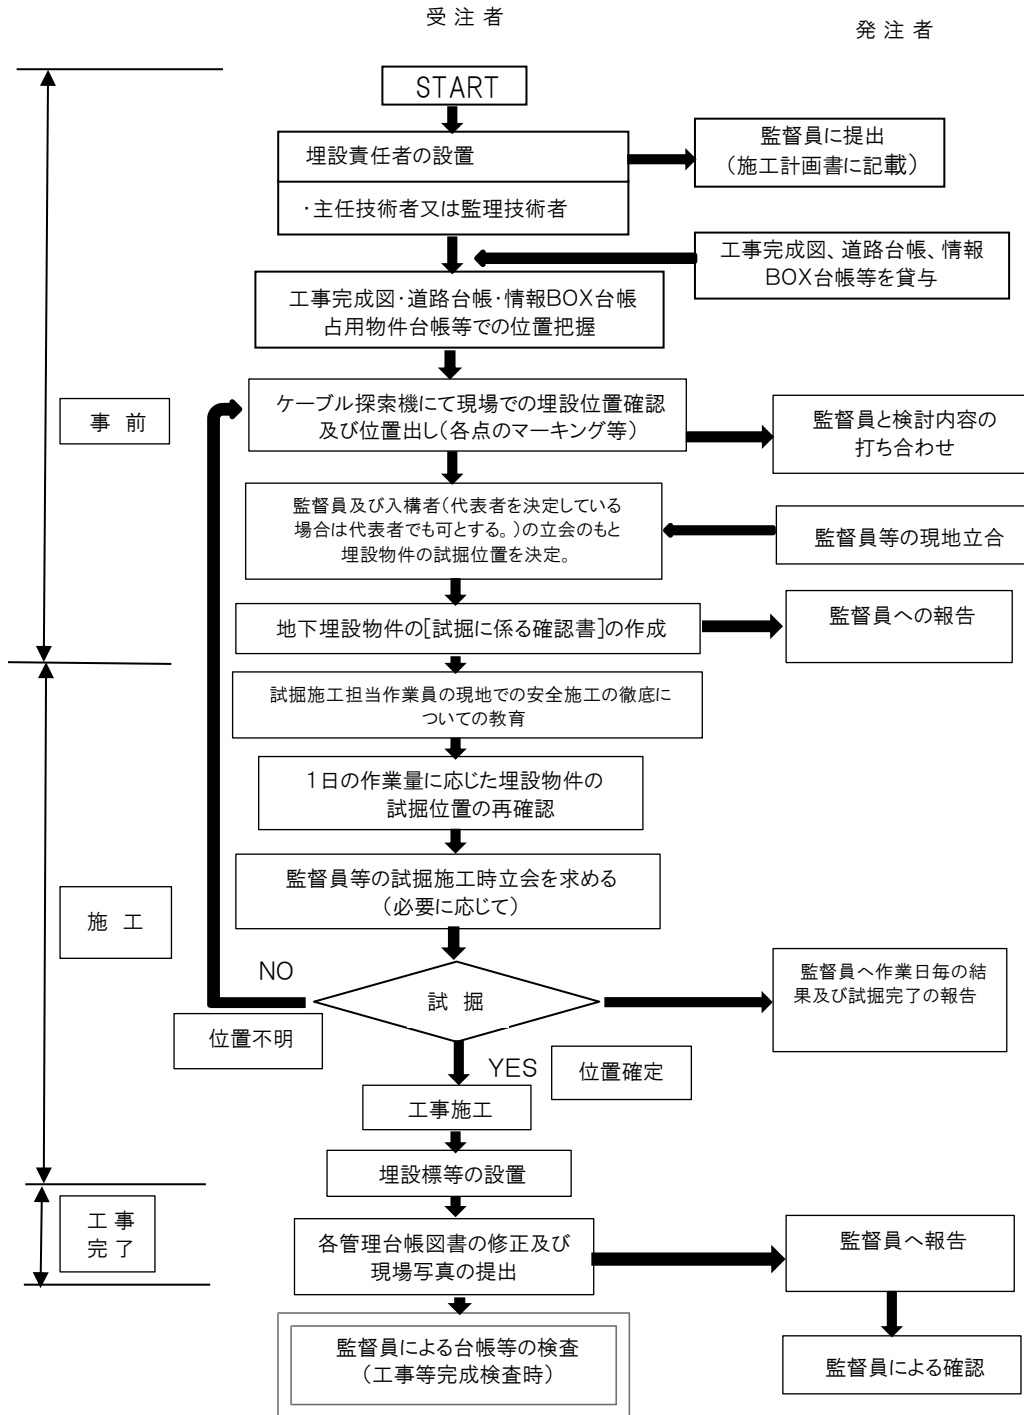 受注者
発注者
START
埋設責任者の設置
・主任技術者又は監理技術者
監督員に提出
（施工計画書に記載）
工事完成図、道路台帳、情報
BOX台帳等を貸与
工事完成図・道路台帳・情報BOX台帳
占用物件台帳等での位置把握
事 前
ケーブル探索機にて現場での埋設位置確認
及び位置出し（各点のマーキング等）
監督員と検討内容の
打ち合わせ
監督員及び入構者（代表者を決定している
場合は代表者でも可とする。）の立会のもと
埋設物件の試掘位置を決定。
監督員等の現地立合
地下埋設物件の[試掘に係る確認書]の作成
監督員への報告
試掘施工担当作業員の現地での安全施工の徹底に
ついての教育
1日の作業量に応じた埋設物件の
試掘位置の再確認
監督員等の試掘施工時立会を求める
（必要に応じて）
施 工
NO
試 掘
監督員へ作業日毎の結
果及び試掘完了の報告
位置不明
YES
位置確定
工事施工
埋設標等の設置
工 事
完 了
各管理台帳図書の修正及び
現場写真の提出
監督員へ報告
監督員による台帳等の検査
（工事等完成検査時）
監督員による確認